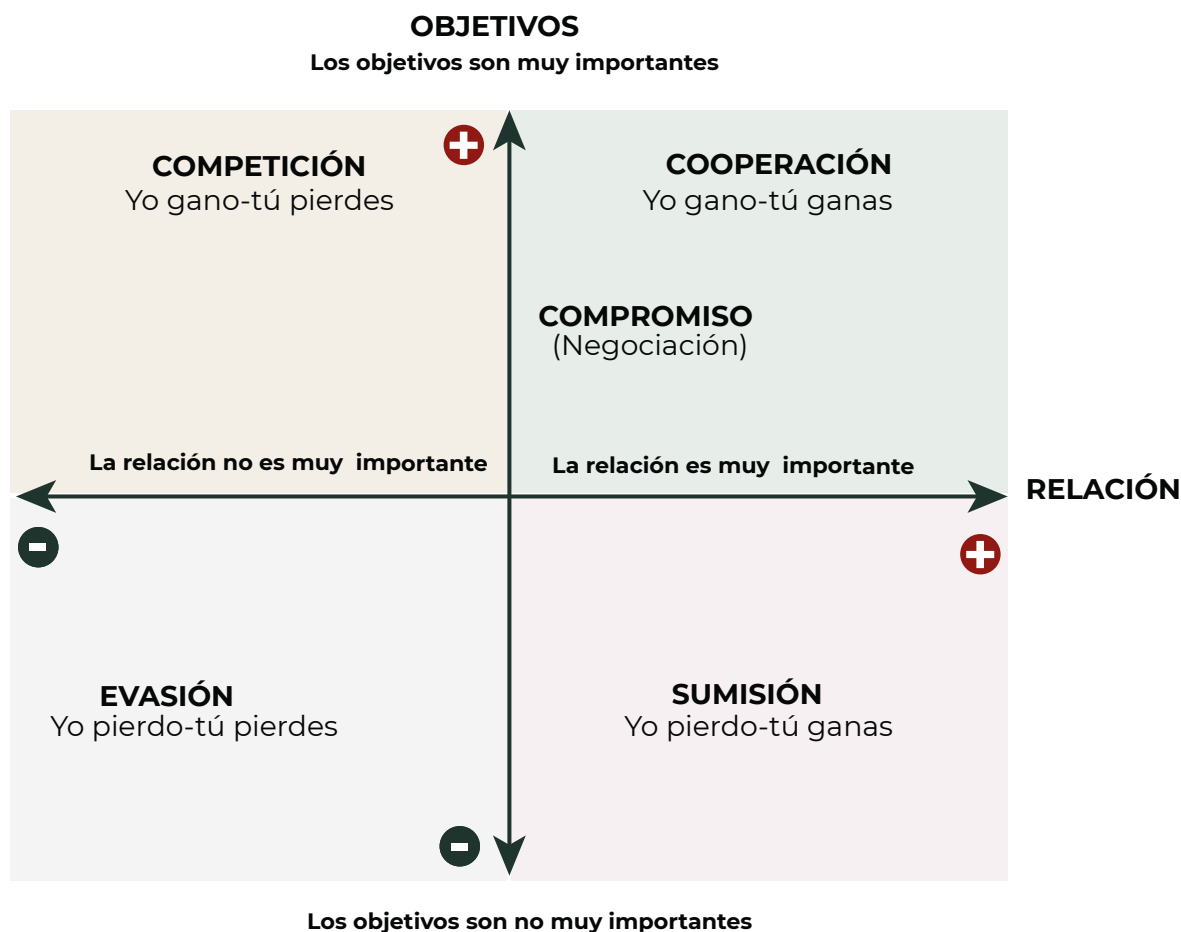 OBJETIVOS
Los objetivos son muy importantes
COMPETICIÓN
Yo gano-tú pierdes
COOPERACIÓN
Yo gano-tú ganas
COMPROMISO
(Negociación)
La relación no es muy importante
La relación es muy importante
RELACIÓN
EVASIÓN
Yo pierdo-tú pierdes
SUMISIÓN
Yo pierdo-tú ganas
Los objetivos son no muy importantes